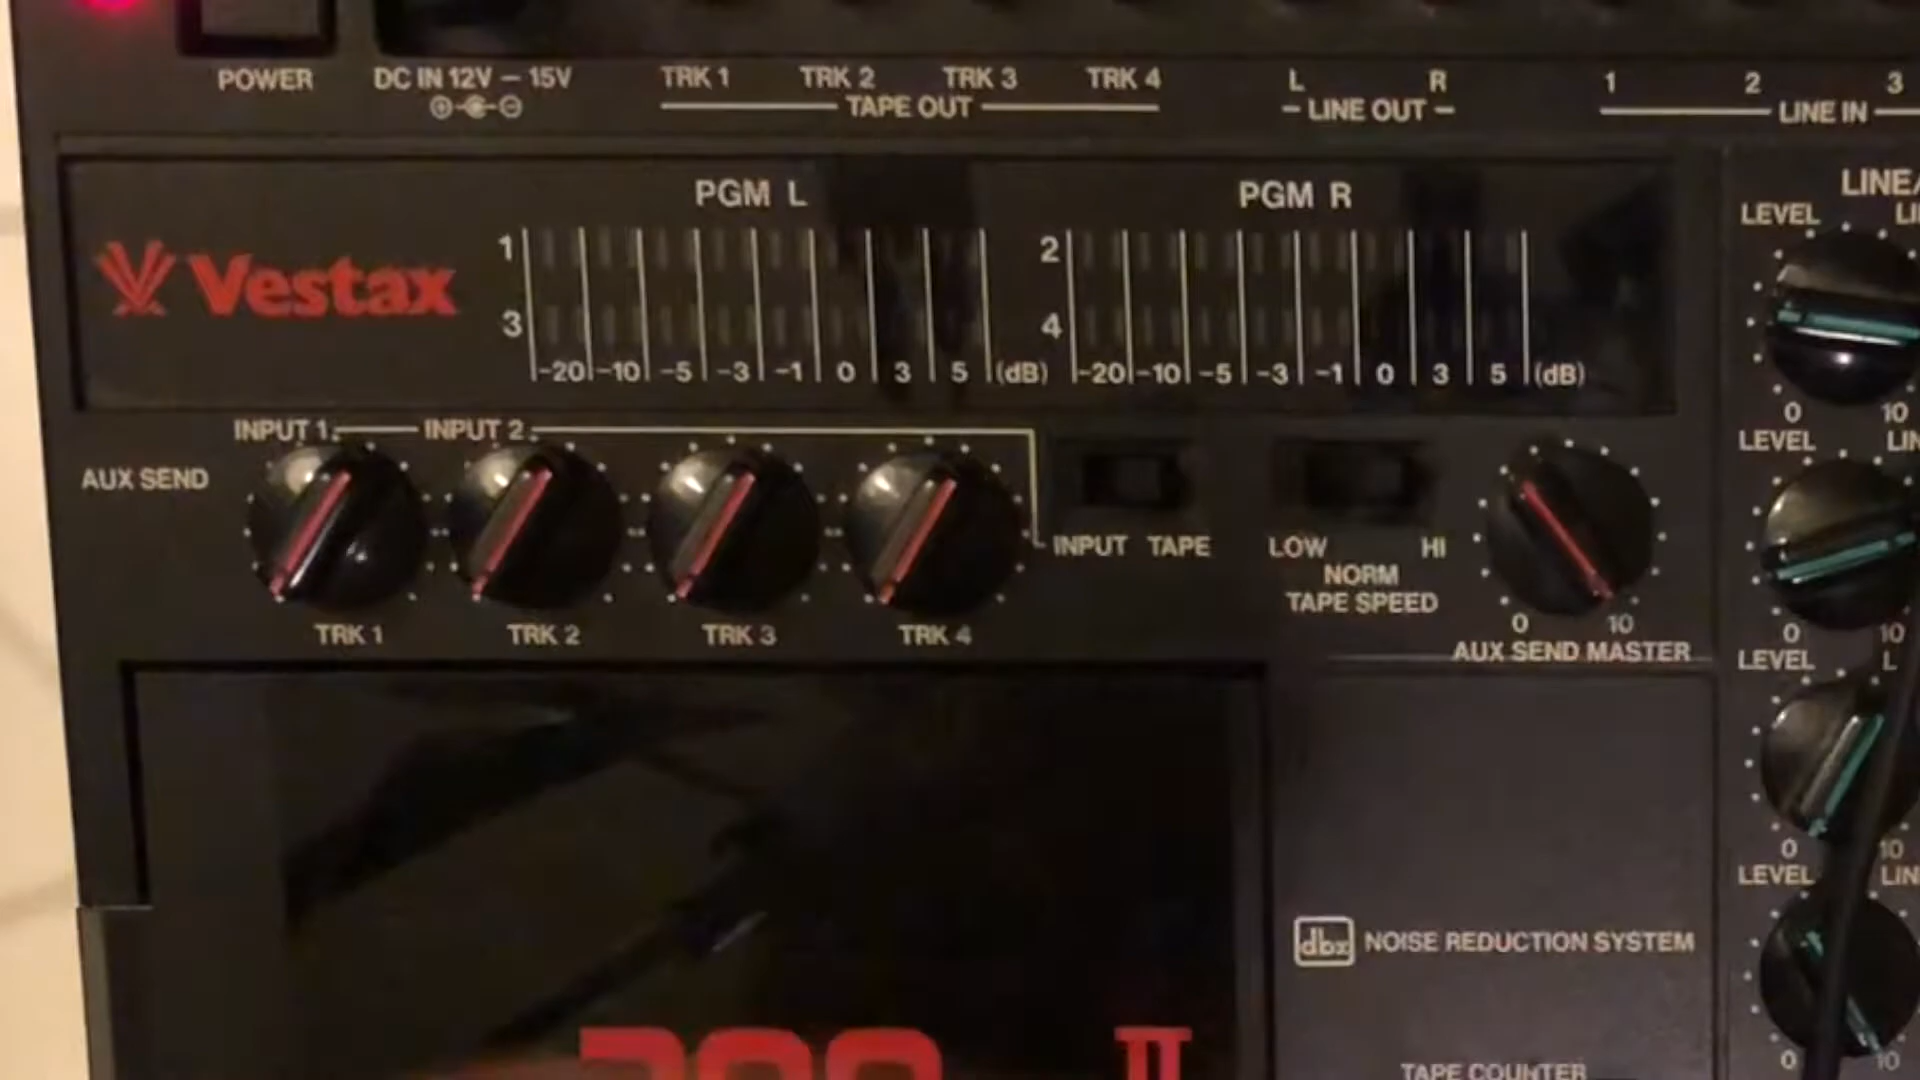 POWER
DC IN 12V – 15V
TRK 1 TRK 2 TRK 3 TRK 4
TAPE OUT
L R
LINE OUT
1 2 3
LINE IN
Vestax
PGM L
1
3
-20 -10 -5 -3 -1 0 3 5 (dB)
PGM R
2
4
-20 -10 -5 -3 -1 0 3 5 (dB)
INPUT 1 INPUT 2
AUX SEND
TRK 1 TRK 2 TRK 3 TRK 4
INPUT TAPE
LOW HI
NORM
TAPE SPEED
0 10
AUX SEND MASTER
LINE/
LEVEL
0 10
LEVEL
0 10
LEVEL
0 10
LEVEL
0 10
dbx NOISE REDUCTION SYSTEM
TAPE COUNTER
II